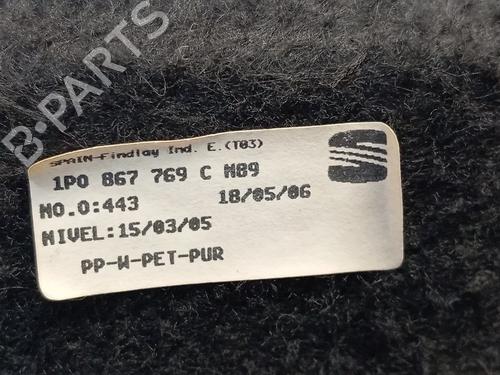 B-PARTS
SPAIN-Findlay Ind. E.(T03)
1P0 867 769 C N89
NO.O:443 18/05/06
NIVEL:15/03/05
PP-W-PET-PUR